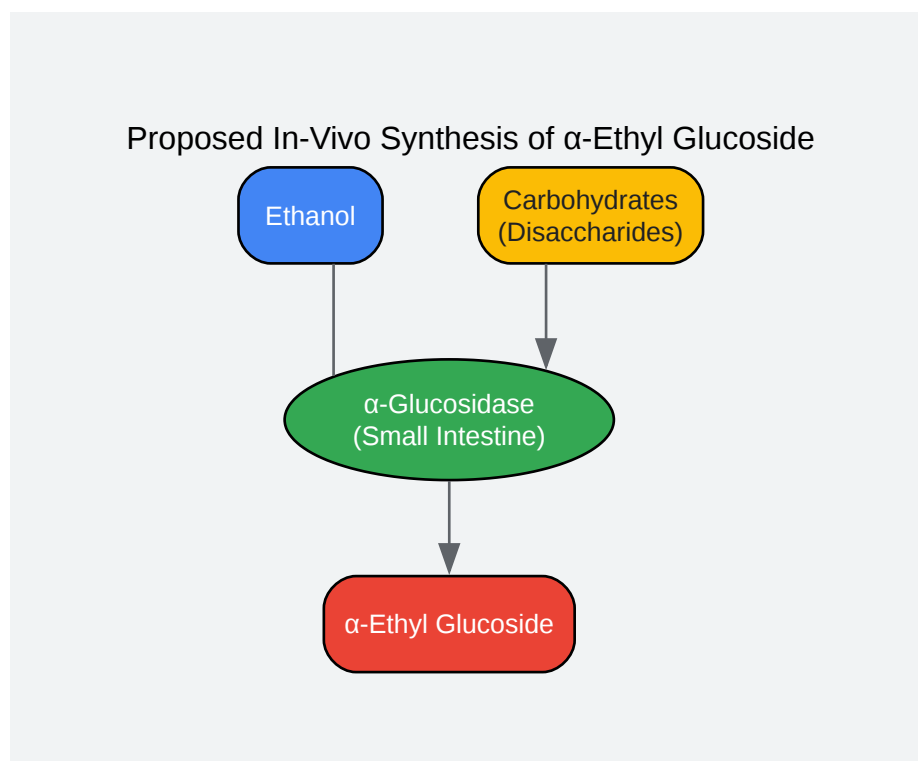 Proposed In-Vivo Synthesis of α-Ethyl Glucoside
Ethanol
Carbohydrates
(Disaccharides)
α-Glucosidase
(Small Intestine)
α-Ethyl Glucoside